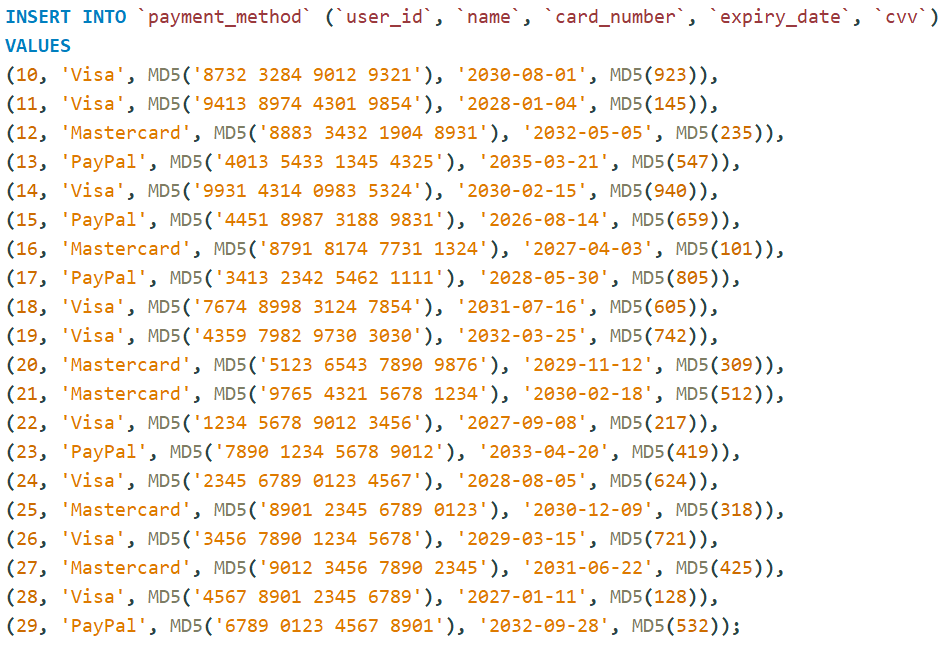 INSERT INTO `payment_method` (`user_id`, `name`, `card_number`, `expiry_date`, `cvv`)
VALUES
(10, 'Visa', MD5('8732 3284 9012 9321'), '2030-08-01', MD5(923)),
(11, 'Visa', MD5('9413 8974 4301 9854'), '2028-01-04', MD5(145)),
(12, 'Mastercard', MD5('8883 3432 1904 8931'), '2032-05-05', MD5(235)),
(13, 'PayPal', MD5('4013 5433 1345 4325'), '2035-03-21', MD5(547)),
(14, 'Visa', MD5('9931 4314 0983 5324'), '2030-02-15', MD5(940)),
(15, 'PayPal', MD5('4451 8987 3188 9831'), '2026-08-14', MD5(659)),
(16, 'Mastercard', MD5('8791 8174 7731 1324'), '2027-04-03', MD5(101)),
(17, 'PayPal', MD5('3413 2342 5462 1111'), '2028-05-30', MD5(805)),
(18, 'Visa', MD5('7674 8998 3124 7854'), '2031-07-16', MD5(605)),
(19, 'Visa', MD5('4359 7982 9730 3030'), '2032-03-25', MD5(742)),
(20, 'Mastercard', MD5('5123 6543 7890 9876'), '2029-11-12', MD5(309)),
(21, 'Mastercard', MD5('9765 4321 5678 1234'), '2030-02-18', MD5(512)),
(22, 'Visa', MD5('1234 5678 9012 3456'), '2027-09-08', MD5(217)),
(23, 'PayPal', MD5('7890 1234 5678 9012'), '2033-04-20', MD5(419)),
(24, 'Visa', MD5('2345 6789 0123 4567'), '2028-08-05', MD5(624)),
(25, 'Mastercard', MD5('8901 2345 6789 0123'), '2030-12-09', MD5(318)),
(26, 'Visa', MD5('3456 7890 1234 5678'), '2029-03-15', MD5(721)),
(27, 'Mastercard', MD5('9012 3456 7890 2345'), '2031-06-22', MD5(425)),
(28, 'Visa', MD5('4567 8901 2345 6789'), '2027-01-11', MD5(128)),
(29, 'PayPal', MD5('6789 0123 4567 8901'), '2032-09-28', MD5(532));